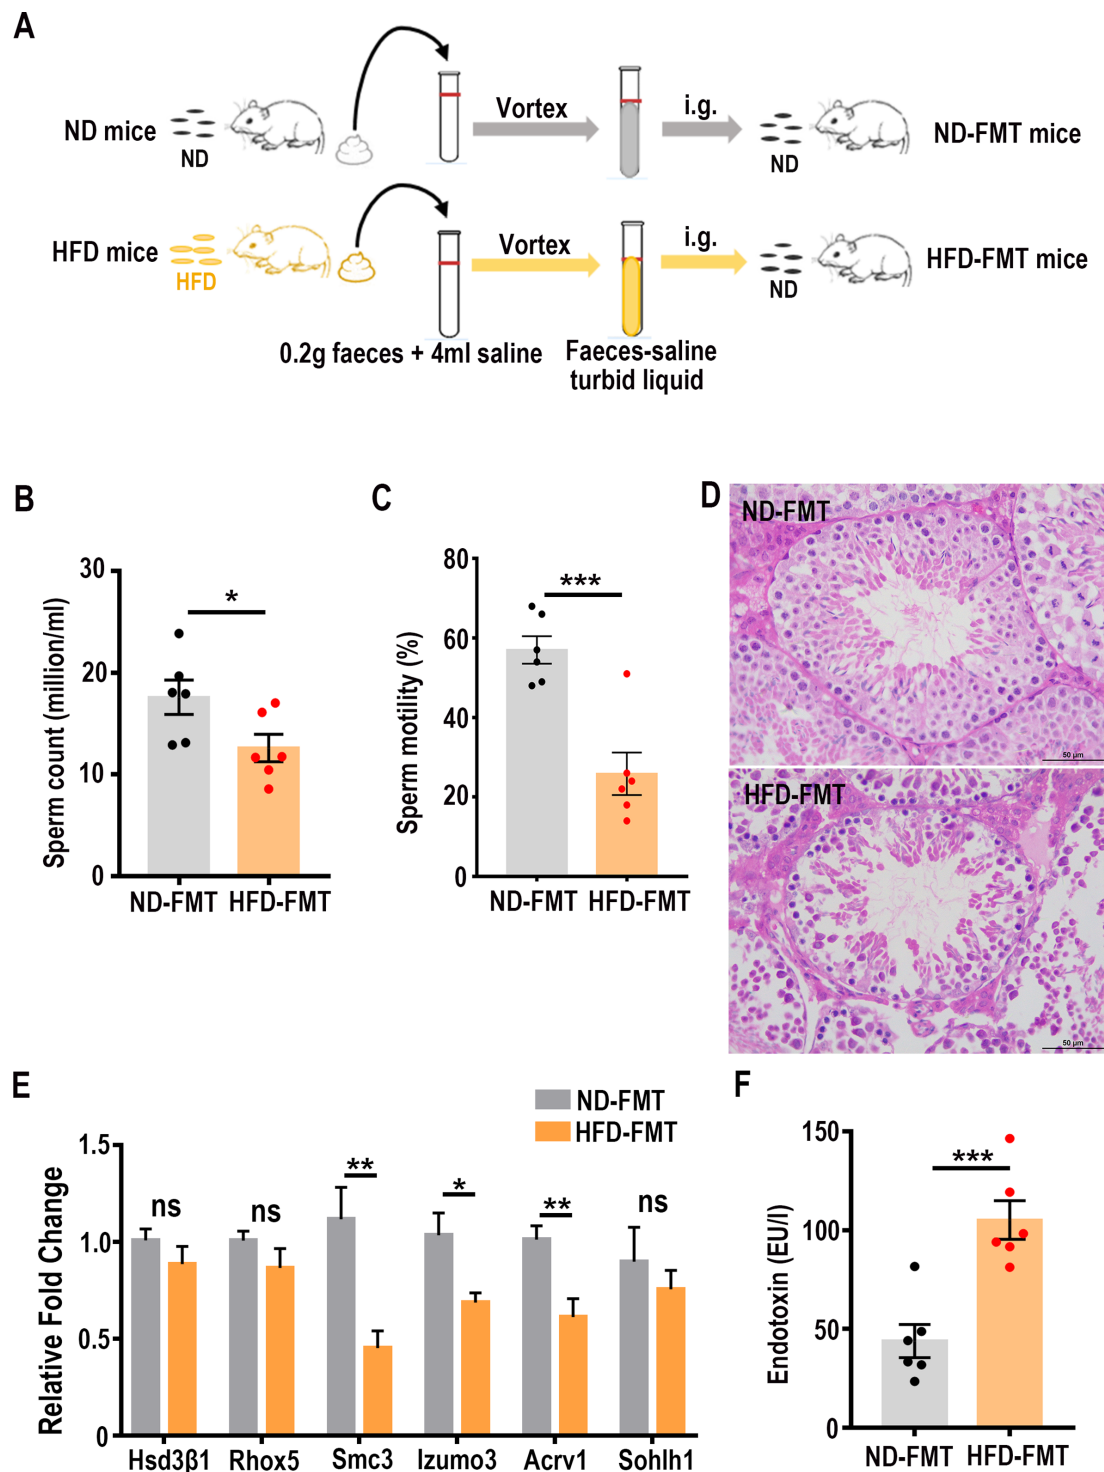 A
ND mice
ND
Vortex
i.g.
ND
ND-FMT mice
HFD mice
HFD
Vortex
i.g.
ND
HFD-FMT mice
0.2g faeces + 4ml saline
Faeces-saline
turbid liquid
B
Sperm count (million/ml)
30
20
10
0
*
ND-FMT
HFD-FMT
C
Sperm motility (%)
80
60
40
20
0
***
ND-FMT
HFD-FMT
D
ND-FMT
50 μm
HFD-FMT
50 μm
E
ND-FMT
HFD-FMT
Relative Fold Change
1.5
1.0
0.5
0
ns
ns
**
*
**
ns
Hsd3β1
Rhox5
Smc3
Izumo3
Acrv1
Sohlh1
F
Endotoxin (EU/l)
150
100
50
0
***
ND-FMT
HFD-FMT